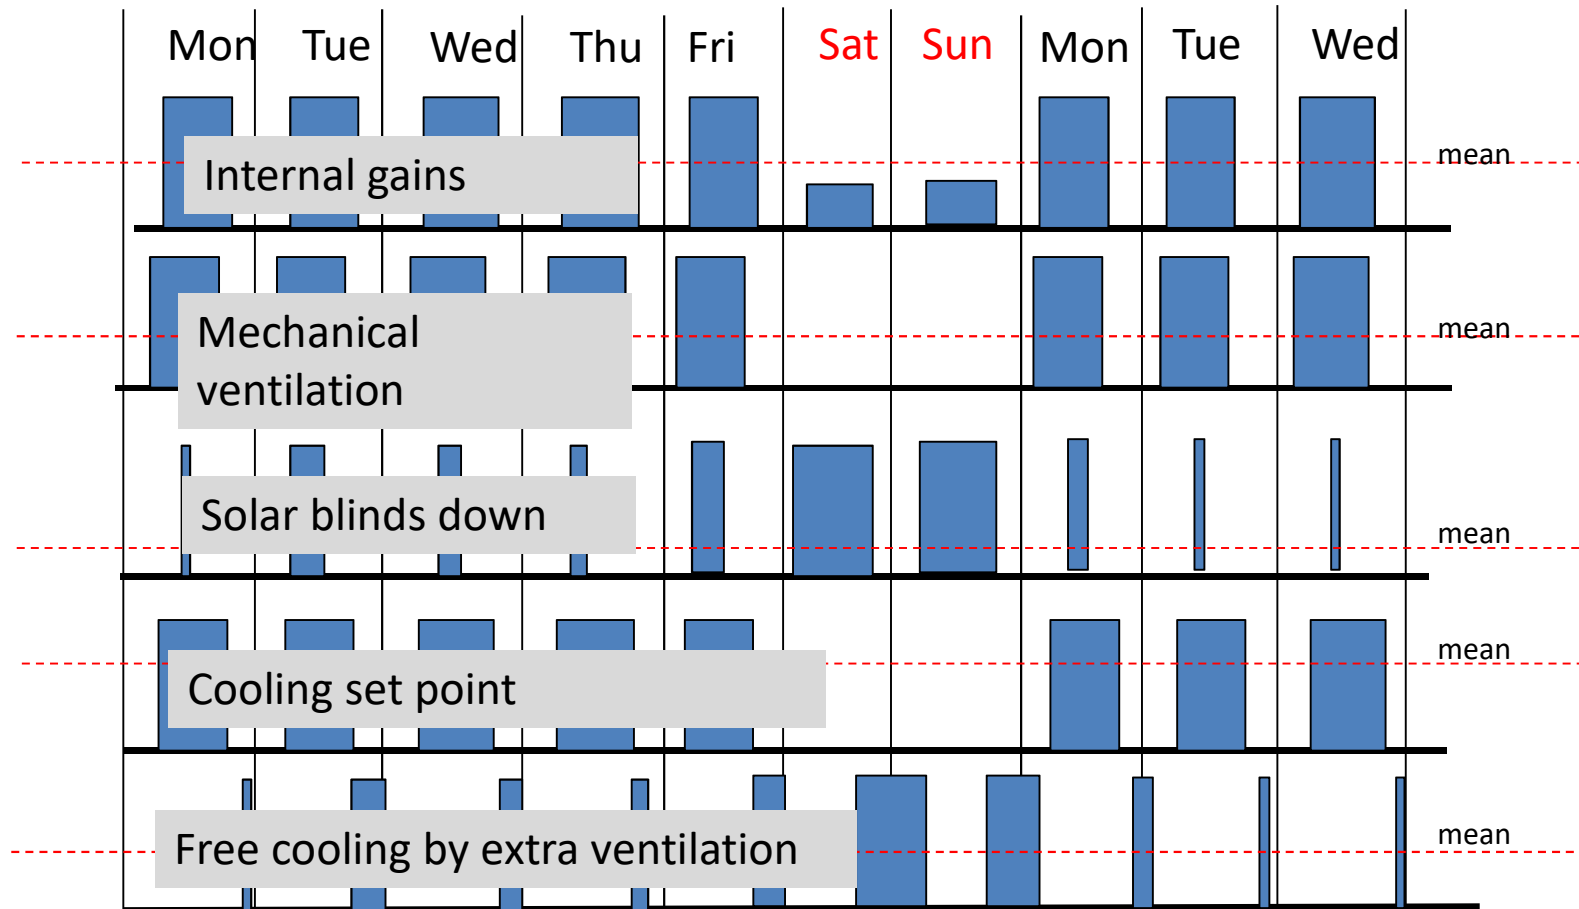 Mon Tue Wed Thu Fri Sat Sun Mon Tue Wed
mean
Internal gains
mean
Mechanical
ventilation
Solar blinds down
mean
mean
Cooling set point
mean
Free cooling by extra ventilation